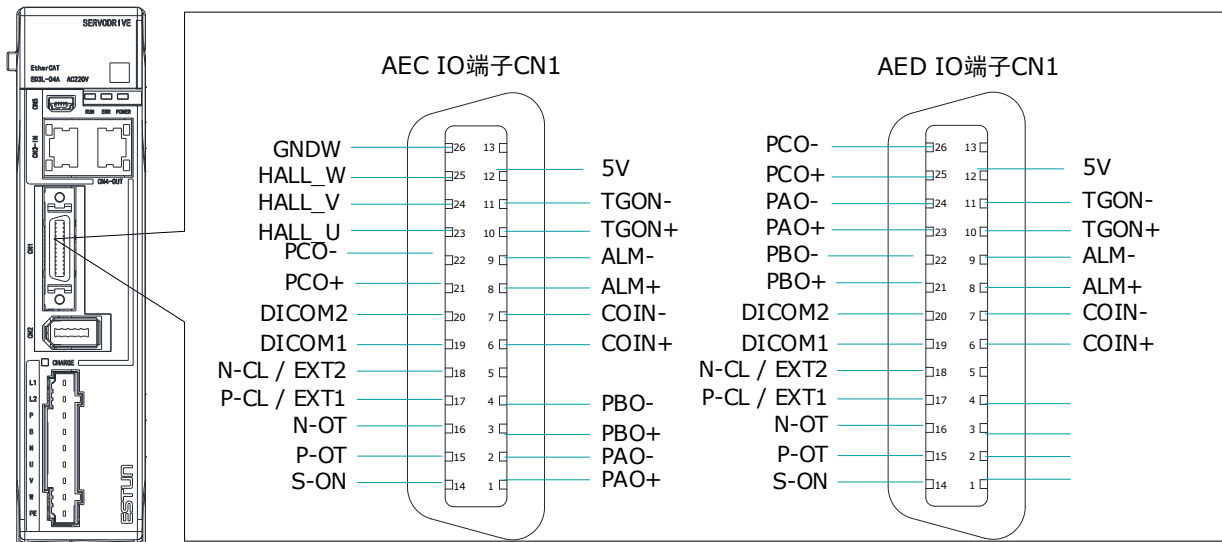 SERVODRIVE
EtherCAT
ED3L-04A AC220V
CN5
RUN ERR POWER
CN3-IN
CN4-OUT
CN1
CN2
CHARGE
L1
L2
P
B
N
U
V
W
PE
ESTUN
AEC IO端子CN1
GNDW 26 13
HALL_W 25 12 5V
HALL_V 24 11 TGON-
HALL_U 23 10 TGON+
PCO- 22 9 ALM-
PCO+ 21 8 ALM+
DICOM2 20 7 COIN-
DICOM1 19 6 COIN+
N-CL / EXT2 18 5
P-CL / EXT1 17 4 PBO-
N-OT 16 3 PBO+
P-OT 15 2 PAO-
S-ON 14 1 PAO+
AED IO端子CN1
PCO- 26 13
PCO+ 25 12 5V
PAO- 24 11 TGON-
PAO+ 23 10 TGON+
PBO- 22 9 ALM-
PBO+ 21 8 ALM+
DICOM2 20 7 COIN-
DICOM1 19 6 COIN+
N-CL / EXT2 18 5
P-CL / EXT1 17 4
N-OT 16 3
P-OT 15 2
S-ON 14 1